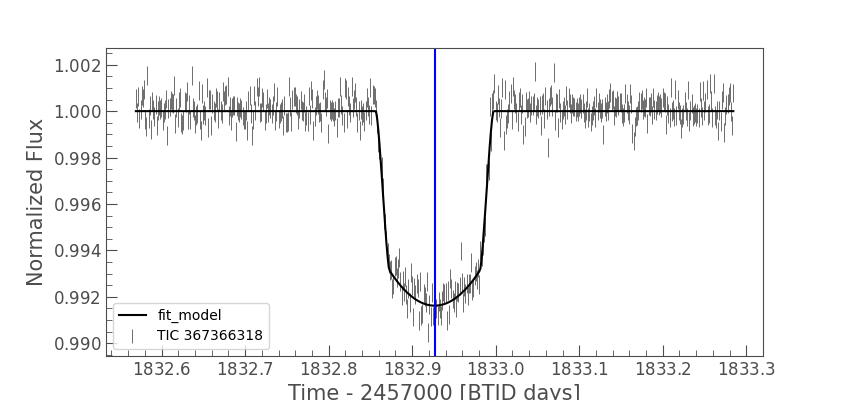 Normalized Flux
1.002
1.000
0.998
0.996
0.994
0.992
0.990
fit_model
TIC 367366318
1832.6 1832.7 1832.8 1832.9 1833.0 1833.1 1833.2 1833.3
Time - 2457000 [BTJD days]